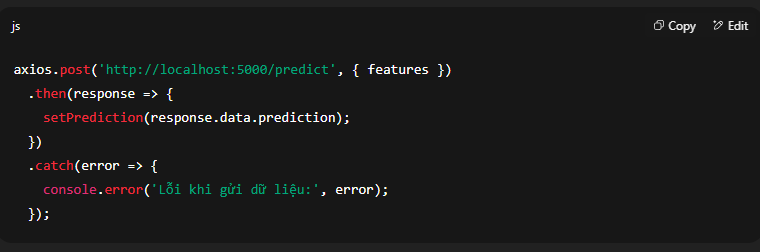 js
Copy
Edit
axios.post('http://localhost:5000/predict', { features })
  .then(response => {
    setPrediction(response.data.prediction);
  })
  .catch(error => {
    console.error('Lỗi khi gửi dữ liệu:', error);
  });